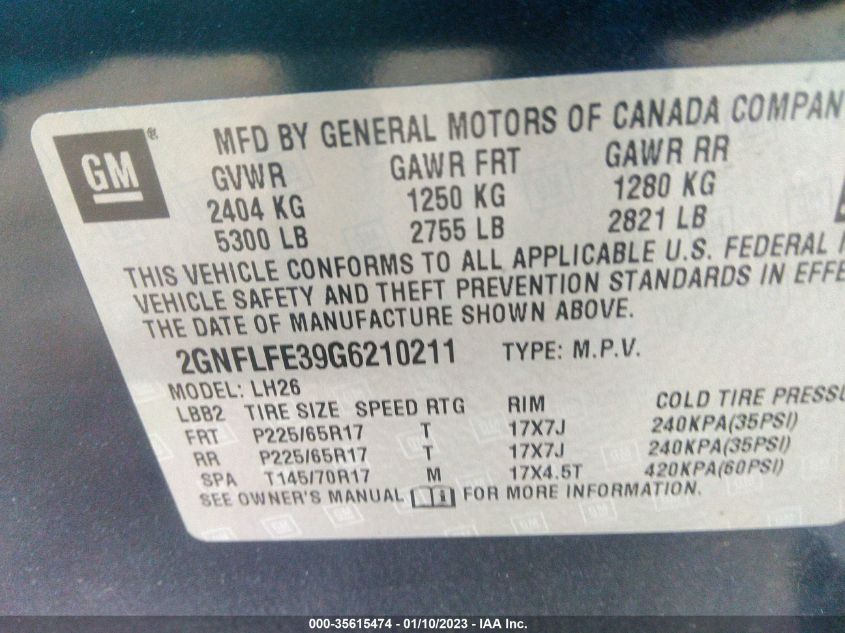 GM ® MFD BY GENERAL MOTORS OF CANADA COMPAN
GVWR GAWR FRT GAWR RR
2404 KG 1250 KG 1280 KG
5300 LB 2755 LB 2821 LB
THIS VEHICLE CONFORMS TO ALL APPLICABLE U.S. FEDERAL
VEHICLE SAFETY AND THEFT PREVENTION STANDARDS IN EFFE
THE DATE OF MANUFACTURE SHOWN ABOVE.
2GNFLFE39G6210211 TYPE: M.P.V.
MODEL: LH26
LBB2 TIRE SIZE SPEED RTG RIM COLD TIRE PRESSU
FRT P225/65R17 T 17X7J 240KPA(35PSI)
RR P225/65R17 T 17X7J 240KPA(35PSI)
SPA T145/70R17 M 17X4.5T 420KPA(60PSI)
SEE OWNER'S MANUAL FOR MORE INFORMATION.
000-35615474 — 01/10/2023 — IAA Inc.